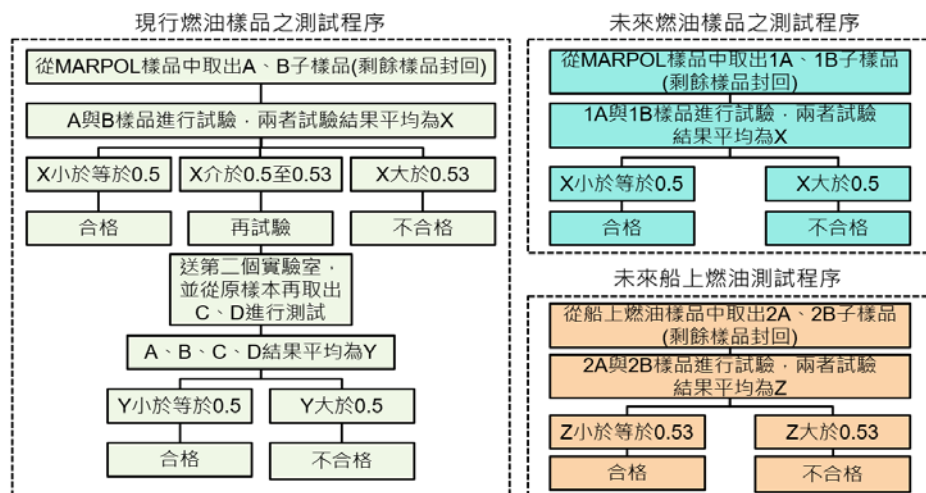 現行燃油樣品之測試程序
從MARPOL樣品中取出A、B子樣品(剩餘樣品封回)
A與B樣品進行試驗，兩者試驗結果平均為X
X小於等於0.5
X介於0.5至0.53
X大於0.53
合格
再試驗
不合格
送第二個實驗室，
並從原樣本再取出
C、D進行測試
A、B、C、D結果平均為Y
Y小於等於0.5
Y大於0.5
合格
不合格
未來燃油樣品之測試程序
從MARPOL樣品中取出1A、1B子樣品
(剩餘樣品封回)
1A與1B樣品進行試驗，兩者試驗
結果平均為X
X小於等於0.5
X大於0.5
合格
不合格
未來船上燃油測試程序
從船上燃油樣品中取出2A、2B子樣品
(剩餘樣品封回)
2A與2B樣品進行試驗，兩者試驗
結果平均為Z
Z小於等於0.53
Z大於0.53
合格
不合格